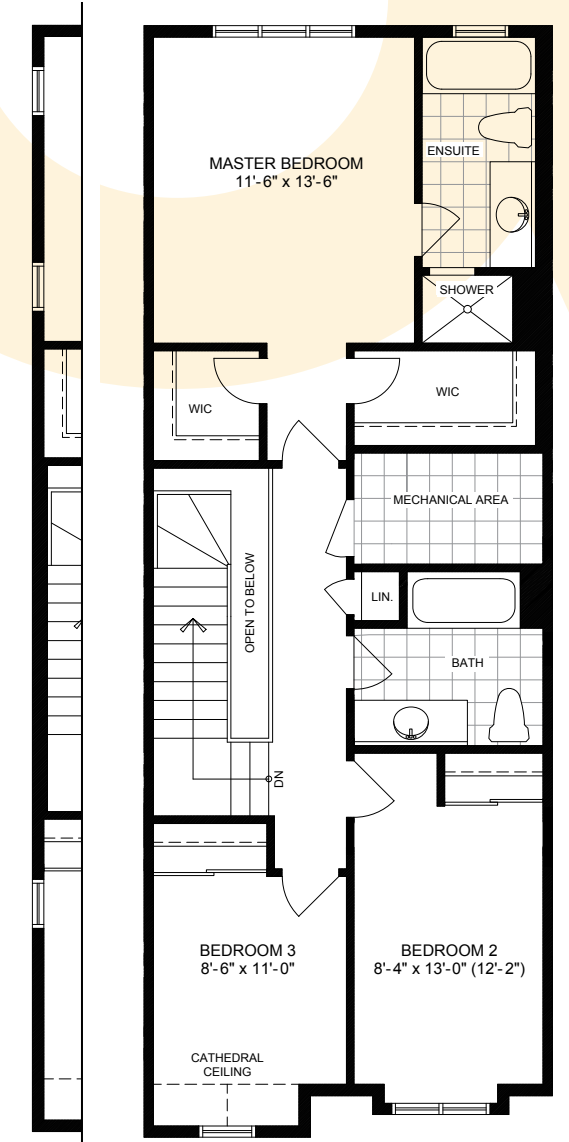 MASTER BEDROOM
11'-6" x 13'-6"
ENSUITE
SHOWER
WIC
WIC
MECHANICAL AREA
OPEN TO BELOW
LIN.
BATH
DN
BEDROOM 3
8'-6" x 11'-0"
BEDROOM 2
8'-4" x 13'-0" (12'-2")
CATHEDRAL
CEILING